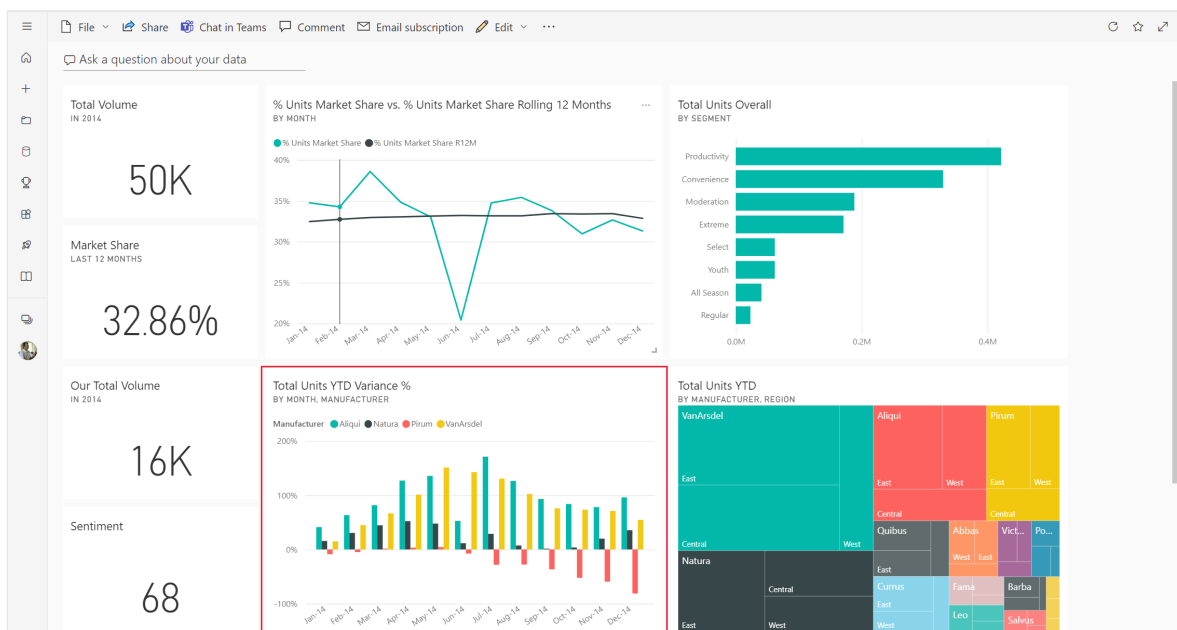 File Share Chat in Teams Comment Email subscription Edit ...
Ask a question about your data
Total Volume
IN 2014
50K
Market Share
LAST 12 MONTHS
32.86%
Our Total Volume
IN 2014
16K
Sentiment
68
% Units Market Share vs. % Units Market Share Rolling 12 Months
BY MONTH
% Units Market Share % Units Market Share R12M
40%
35%
30%
25%
20%
Jan-14 Feb-14 Mar-14 Apr-14 May-14 Jun-14 Jul-14 Aug-14 Sep-14 Oct-14 Nov-14 Dec-14
Total Units Overall
BY SEGMENT
Productivity
Convenience
Moderation
Extreme
Select
Youth
All Season
Regular
0.0M 0.2M 0.4M
Total Units YTD Variance %
BY MONTH, MANUFACTURER
Manufacturer Aliqui Natura Pirum VanArsdel
200%
100%
0%
-100%
Jan-14 Feb-14 Mar-14 Apr-14 May-14 Jun-14 Jul-14 Aug-14 Sep-14 Oct-14 Nov-14 Dec-14
Total Units YTD
BY MANUFACTURER, REGION
VanArsdel
East
Central
West
Natura
East
Central
West
Aliqui
East
West
Central
Pirum
East
West
Central
Quibus
East
Abbas
West East
Vict...
Po...
Currus
East
West
Fama
Barba
Leo
Salvus